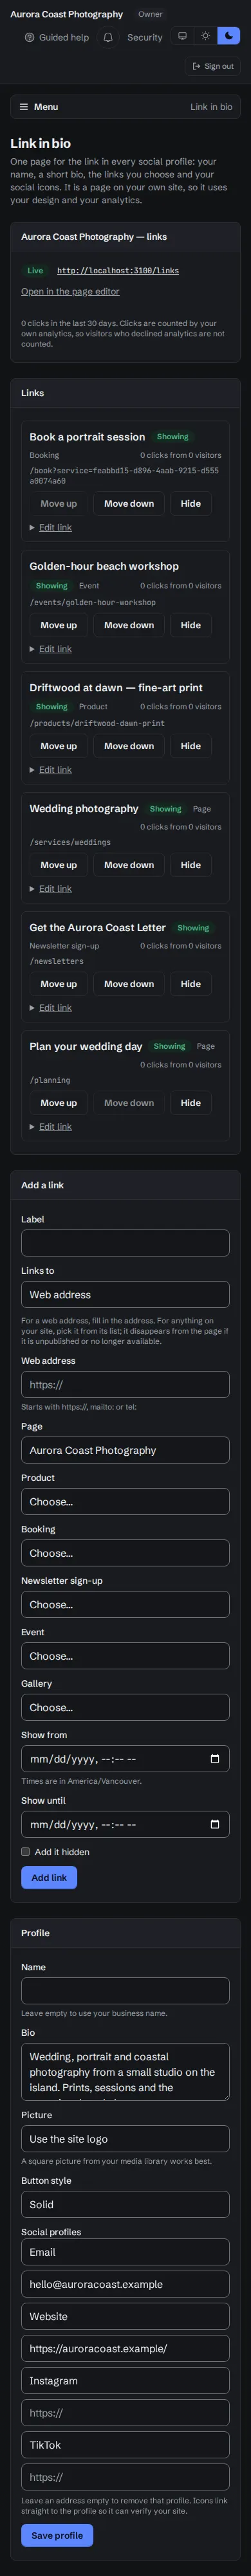 Aurora Coast Photography Owner
Guided help Security
Sign out
Menu Link in bio
Link in bio
One page for the link in every social profile: your
name, a short bio, the links you choose and your
social icons. It is a page on your own site, so it uses
your design and your analytics.
Aurora Coast Photography — links
Live http://localhost:3100/links
Open in the page editor
0 clicks in the last 30 days. Clicks are counted by your
own analytics, so visitors who declined analytics are not
counted.
Links
Book a portrait session Showing
Booking 0 clicks from 0 visitors
/book?service=feabbd15-d896-4aab-9215-d555
a0074a60
Move up Move down Hide
Edit link
Golden-hour beach workshop
Showing Event 0 clicks from 0 visitors
/events/golden-hour-workshop
Move up Move down Hide
Edit link
Driftwood at dawn — fine-art print
Showing Product 0 clicks from 0 visitors
/products/driftwood-dawn-print
Move up Move down Hide
Edit link
Wedding photography Showing Page
0 clicks from 0 visitors
/services/weddings
Move up Move down Hide
Edit link
Get the Aurora Coast Letter Showing
Newsletter sign-up 0 clicks from 0 visitors
/newsletters
Move up Move down Hide
Edit link
Plan your wedding day Showing Page
0 clicks from 0 visitors
/planning
Move up Move down Hide
Edit link
Add a link
Label
Links to
Web address
For a web address, fill in the address. For anything on
your site, pick it from its list; it disappears from the page if
it is unpublished or no longer available.
Web address
https://
Starts with https://, mailto: or tel:
Page
Aurora Coast Photography
Product
Choose...
Booking
Choose...
Newsletter sign-up
Choose...
Event
Choose...
Gallery
Choose...
Show from
mm/dd/yyyy, --:-- --
Times are in America/Vancouver.
Show until
mm/dd/yyyy, --:-- --
Add it hidden
Add link
Profile
Name
Leave empty to use your business name.
Bio
Wedding, portrait and coastal
photography from a small studio on the
island. Prints, sessions and the
Picture
Use the site logo
A square picture from your media library works best.
Button style
Solid
Social profiles
Email
hello@auroracoast.example
Website
https://auroracoast.example/
Instagram
https://
TikTok
https://
Leave an address empty to remove that profile. Icons link
straight to the profile so it can verify your site.
Save profile